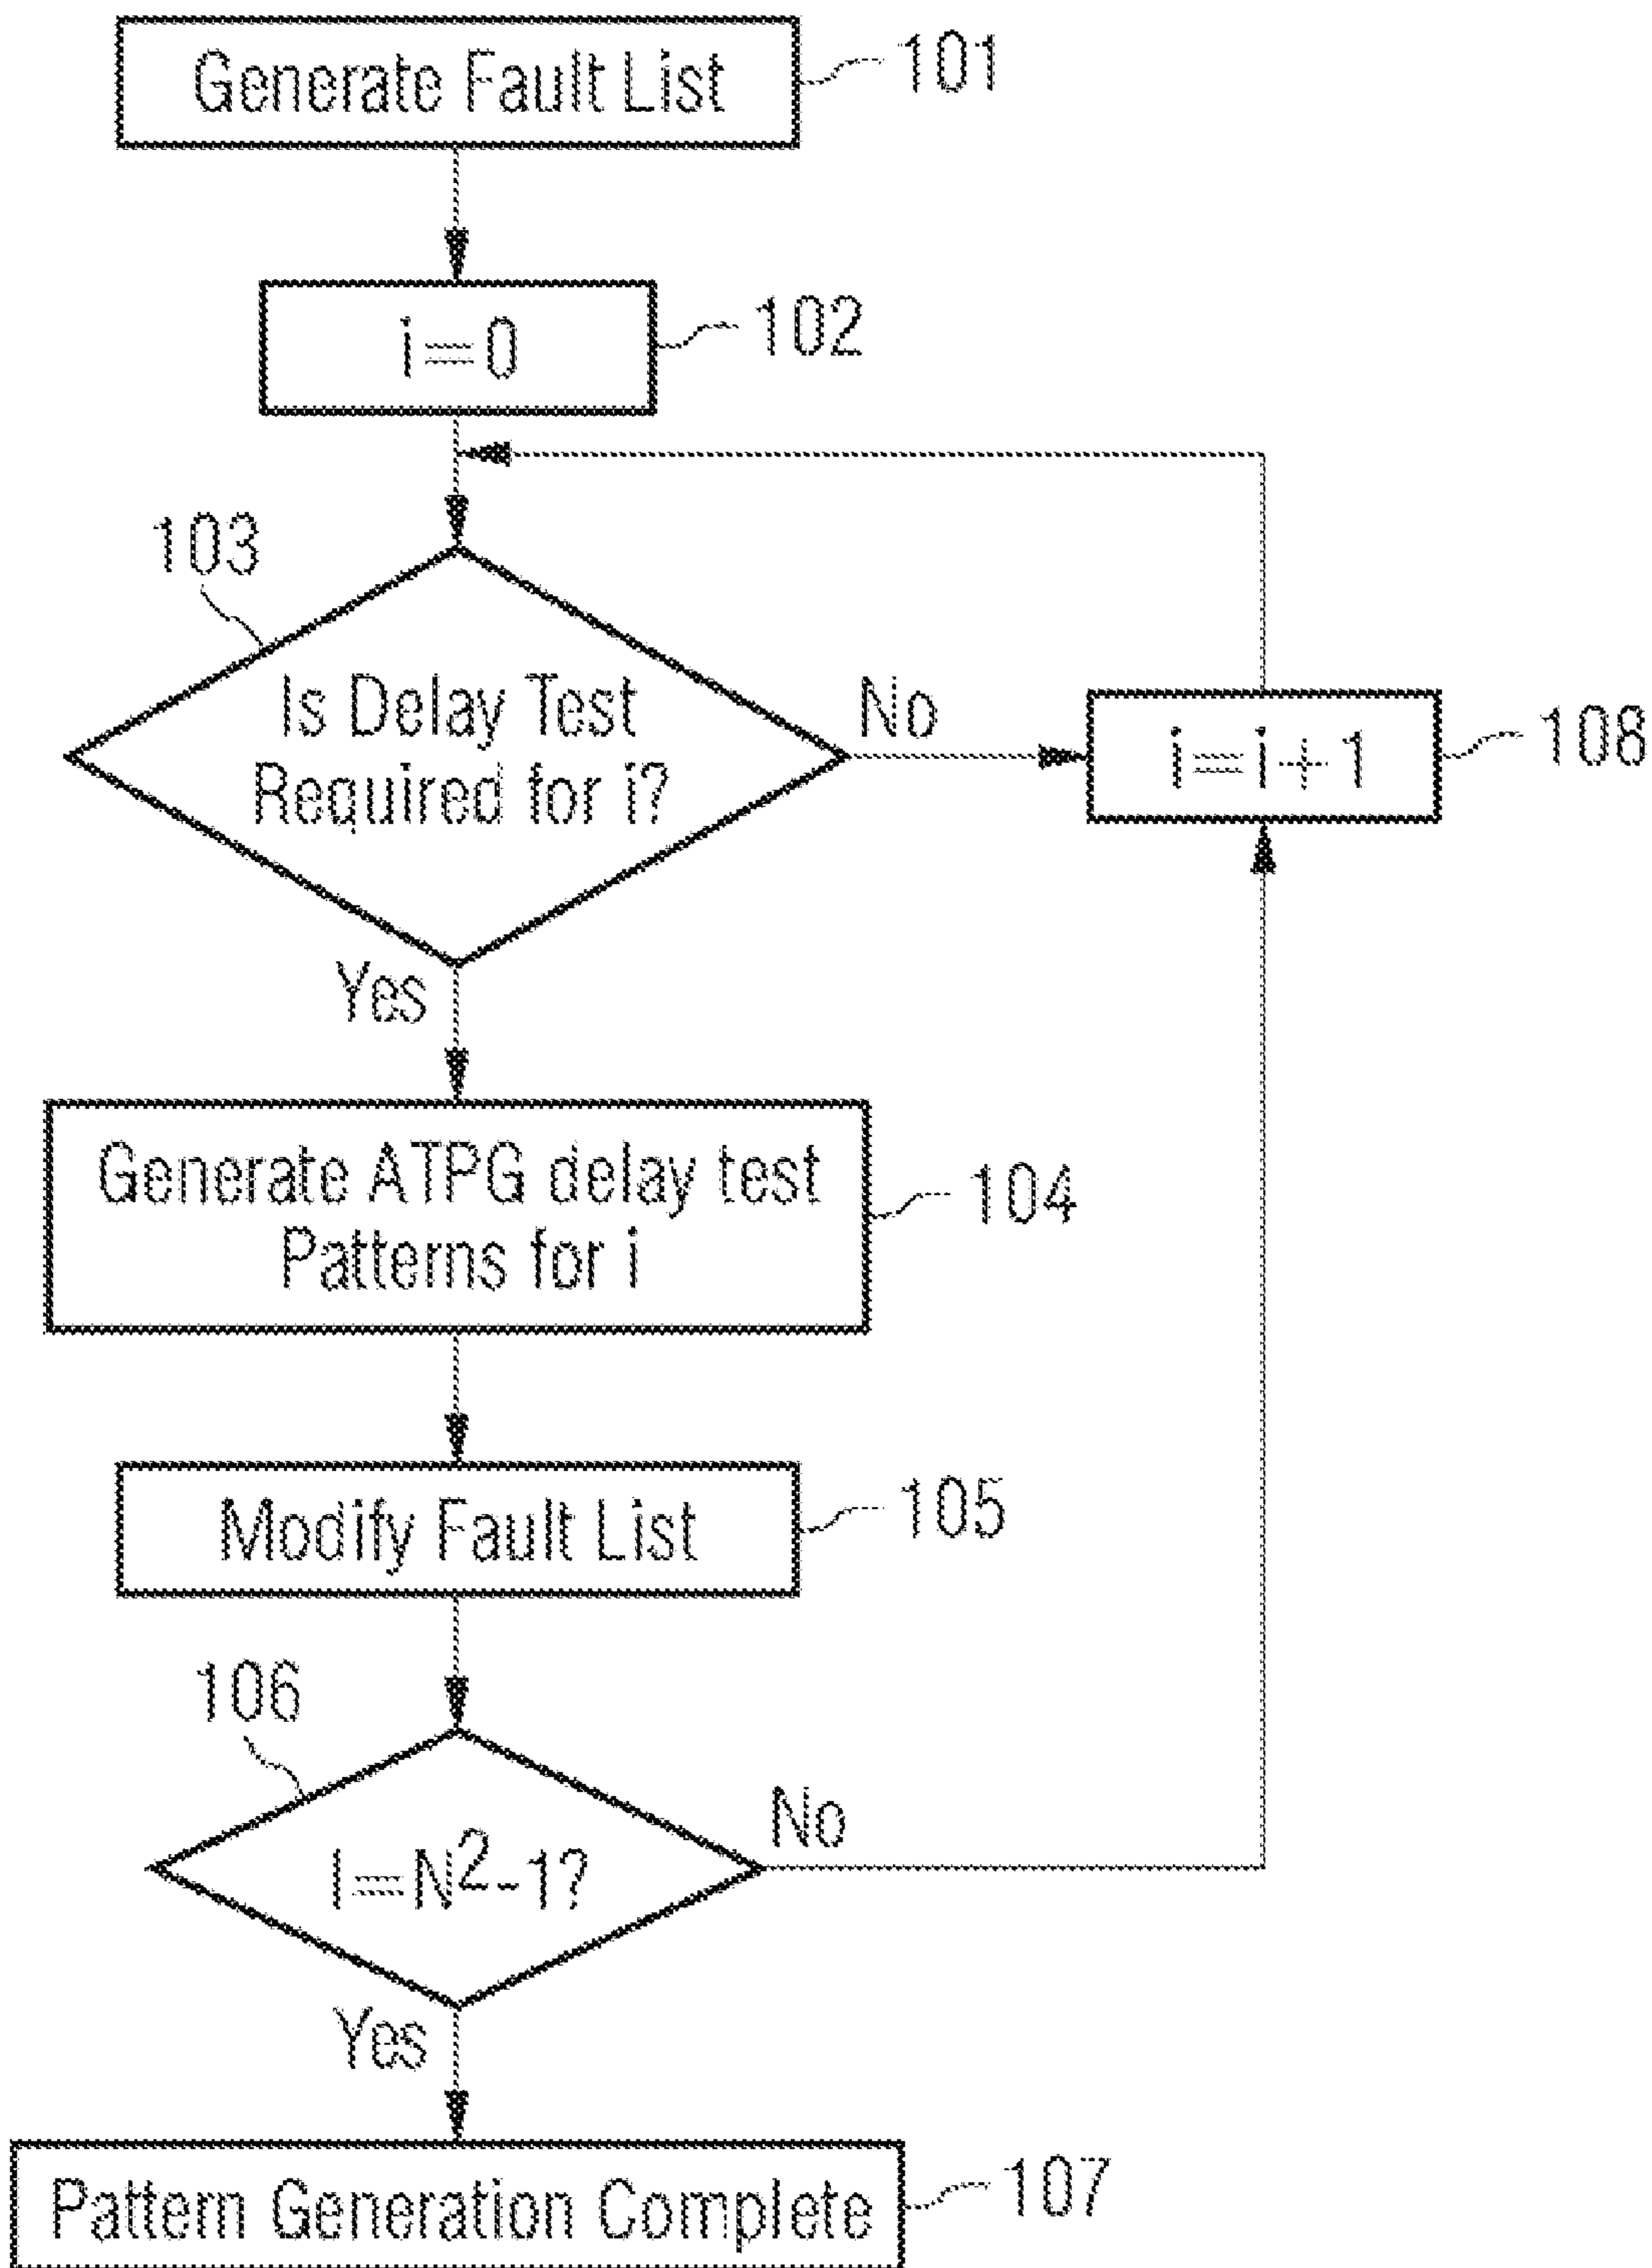 Generate Fault List
101
i=0
102
103
Is Delay Test
Required for i?
No
i=i+1
108
Yes
Generate ATPG delay test
Patterns for i
104
Modify Fault List
105
106
I=N²-1?
No
Yes
Pattern Generation Complete
107